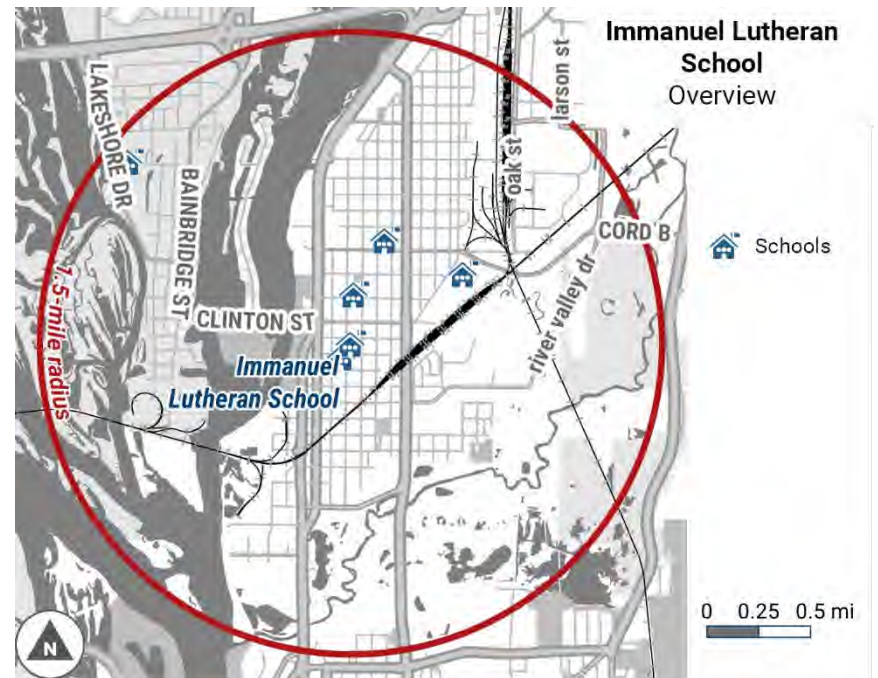 Immanuel Lutheran
School
Overview
LAKESHORE DR
BAINBRIDGE ST
CLINTON ST
oak st
larson st
CORD B
river valley dr
1.5-mile radius
Immanuel
Lutheran School
Schools
0 0.25 0.5 mi
N